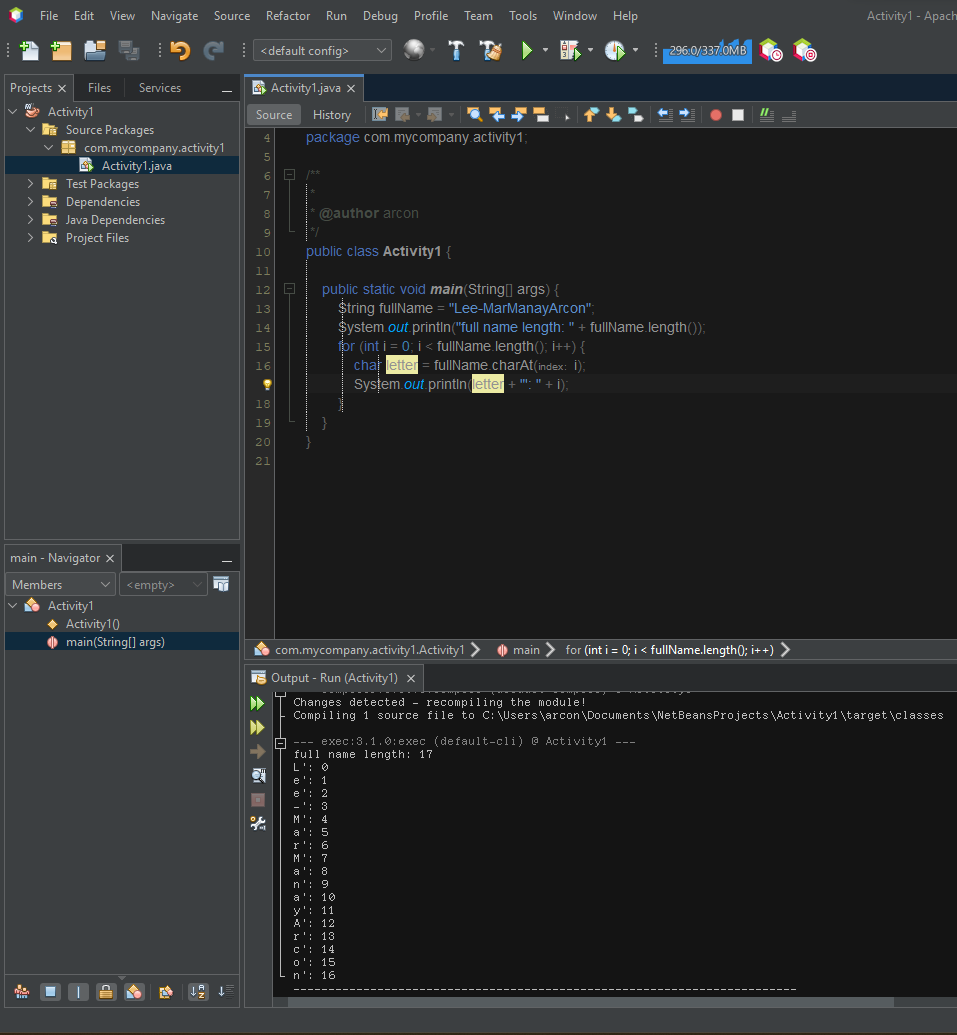 File Edit View Navigate Source Refactor Run Debug Profile Team Tools Window Help Activity1 - Apach
<default config> 296.0/337.0MB
Projects Files Services
Activity1
Source Packages
com.mycompany.activity1
Activity1.java
Test Packages
Dependencies
Java Dependencies
Project Files
Activity1.java
Source History
4 package com.mycompany.activity1;
5
6 /**
7 *
8 * @author arcon
9 */
10 public class Activity1 {
11
12 public static void main(String[] args) {
13 String fullName = "Lee-MarManayArcon";
14 System.out.println("full name length: " + fullName.length());
15 for (int i = 0; i < fullName.length(); i++) {
16 char letter = fullName.charAt(index: i);
System.out.println(letter + "': " + i);
18 }
19 }
20 }
21
main - Navigator
Members <empty>
Activity1
Activity1()
main(String[] args)
com.mycompany.activity1.Activity1 main for (int i = 0; i < fullName.length(); i++)
Output - Run (Activity1)
Changes detected - recompiling the module!
Compiling 1 source file to C:\Users\arcon\Documents\NetBeansProjects\Activity1\target\classes
--- exec:3.1.0:exec (default-cli) @ Activity1 ---
full name length: 17
L': 0
e': 1
e': 2
-': 3
M': 4
a': 5
r': 6
M': 7
a': 8
n': 9
a': 10
y': 11
A': 12
r': 13
c': 14
o': 15
n': 16
------------------------------------------------------------------------